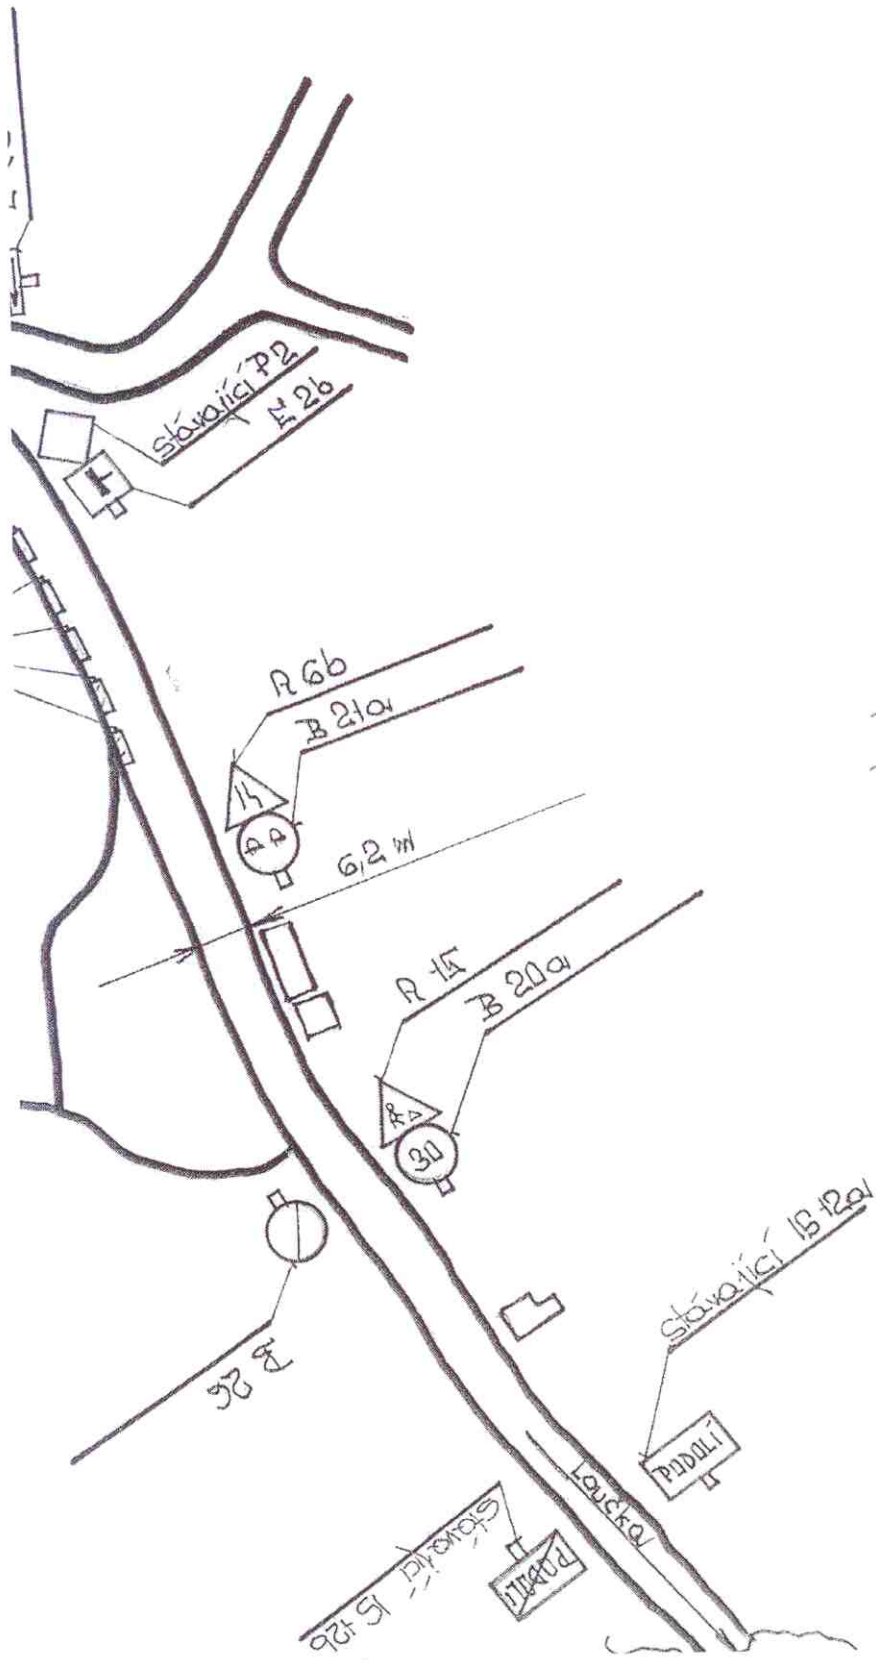 stávající P2
E 2b
A 6b
B 21a
6,2 m
A 15
B 20a
30
B 26
stávající IS 12a
PODOLÍ
Loučka
stávající IS 12b
PODOLÍ